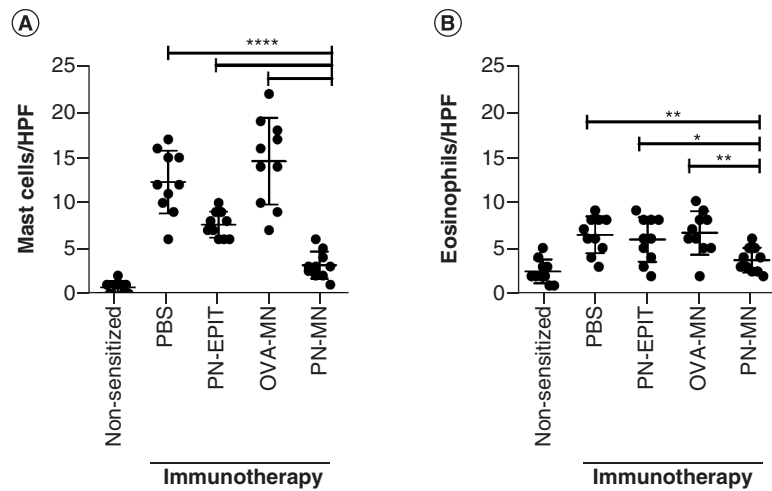 A
Mast cells/HPF
25
20
15
10
5
0
****
Non-sensitized
PBS
PN-EPIT
OVA-MN
PN-MN
Immunotherapy
B
Eosinophils/HPF
25
20
15
10
5
0
**
*
**
Non-sensitized
PBS
PN-EPIT
OVA-MN
PN-MN
Immunotherapy